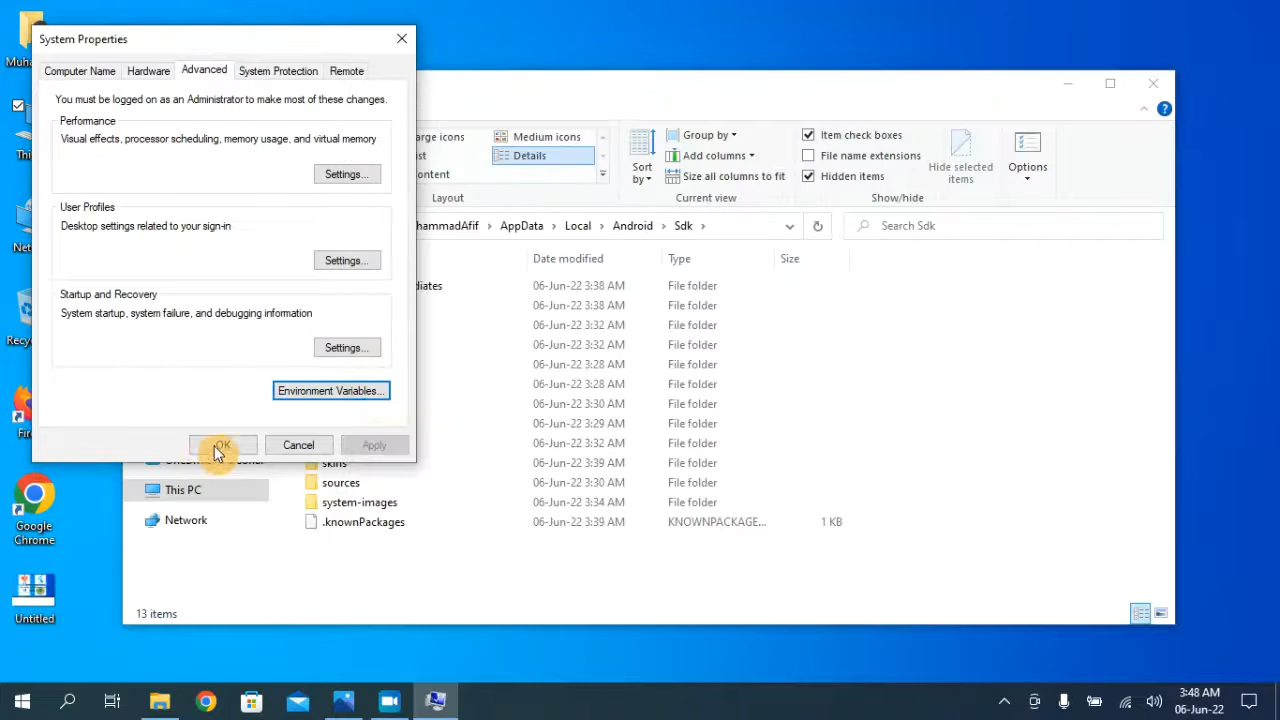 System Properties
Computer Name
Hardware
Advanced
System Protection
Remote
You must be logged on as an Administrator to make most of these changes.
Performance
Visual effects, processor scheduling, memory usage, and virtual memory
Settings...
User Profiles
Desktop settings related to your sign-in
Settings...
Startup and Recovery
System startup, system failure, and debugging information
Settings...
Environment Variables...
OK
Cancel
Apply
Medium icons
Details
Layout
Sort by
Group by
Add columns
Size all columns to fit
Current view
Item check boxes
File name extensions
Hidden items
Hide selected items
Options
Show/hide
hammadAfif > AppData > Local > Android > Sdk >
Search Sdk
Date modified
Type
Size
diates 06-Jun-22 3:38 AM File folder
06-Jun-22 3:38 AM File folder
06-Jun-22 3:32 AM File folder
06-Jun-22 3:32 AM File folder
06-Jun-22 3:28 AM File folder
06-Jun-22 3:28 AM File folder
06-Jun-22 3:30 AM File folder
06-Jun-22 3:29 AM File folder
06-Jun-22 3:32 AM File folder
skins 06-Jun-22 3:39 AM File folder
sources 06-Jun-22 3:30 AM File folder
system-images 06-Jun-22 3:34 AM File folder
.knownPackages 06-Jun-22 3:39 AM KNOWNPACKAGE... 1 KB
This PC
Network
13 items
Muha
Thi
Net
Recyc
Fire
Google Chrome
Untitled
3:48 AM
06-Jun-22